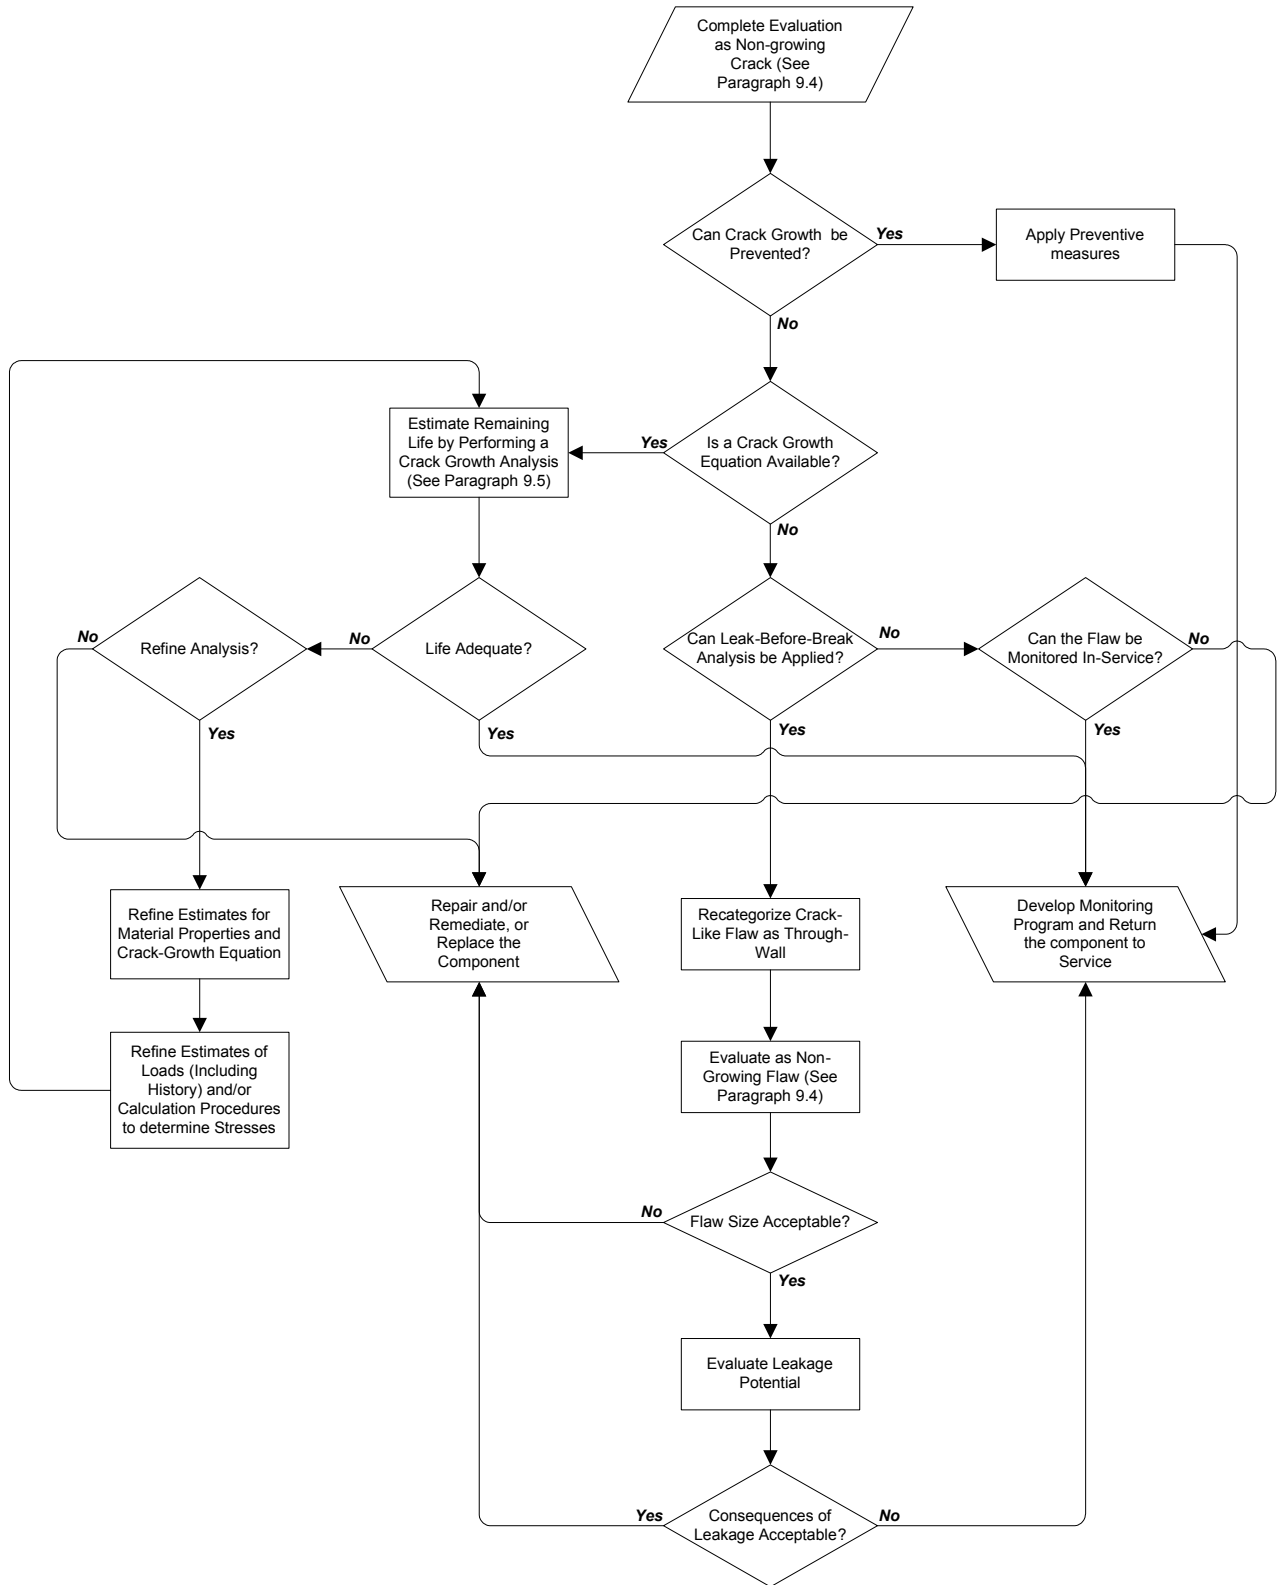 Complete Evaluation
as Non-growing
Crack (See
Paragraph 9.4)
Can Crack Growth be
Prevented?
Yes
Apply Preventive
measures
No
Estimate Remaining
Life by Performing a
Crack Growth Analysis
(See Paragraph 9.5)
Yes
Is a Crack Growth
Equation Available?
No
No
Refine Analysis?
No
Life Adequate?
Can Leak-Before-Break
Analysis be Applied?
No
Can the Flaw be
Monitored In-Service?
No
Yes
Yes
Yes
Yes
Refine Estimates for
Material Properties and
Crack-Growth Equation
Repair and/or
Remediate, or
Replace the
Component
Recategorize Crack-
Like Flaw as Through-
Wall
Develop Monitoring
Program and Return
the component to
Service
Refine Estimates of
Loads (Including
History) and/or
Calculation Procedures
to determine Stresses
Evaluate as Non-
Growing Flaw (See
Paragraph 9.4)
No
Flaw Size Acceptable?
Yes
Evaluate Leakage
Potential
Yes
Consequences of
Leakage Acceptable?
No